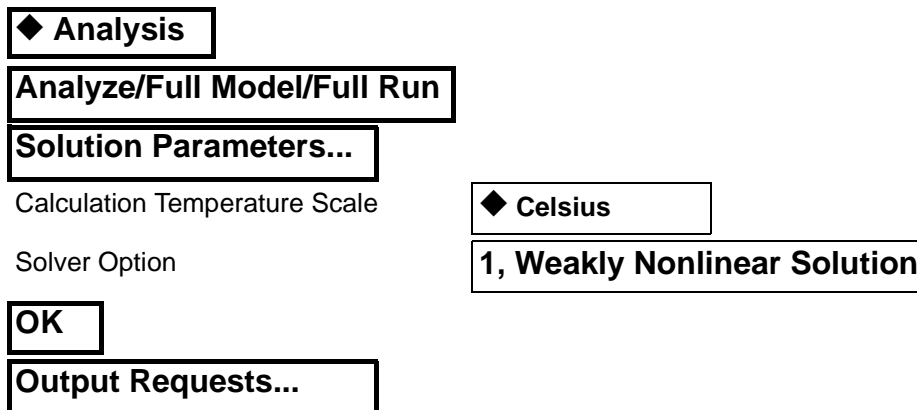 ◆ Analysis
Analyze/Full Model/Full Run
Solution Parameters...
Calculation Temperature Scale ◆ Celsius
Solver Option 1, Weakly Nonlinear Solution
OK
Output Requests...